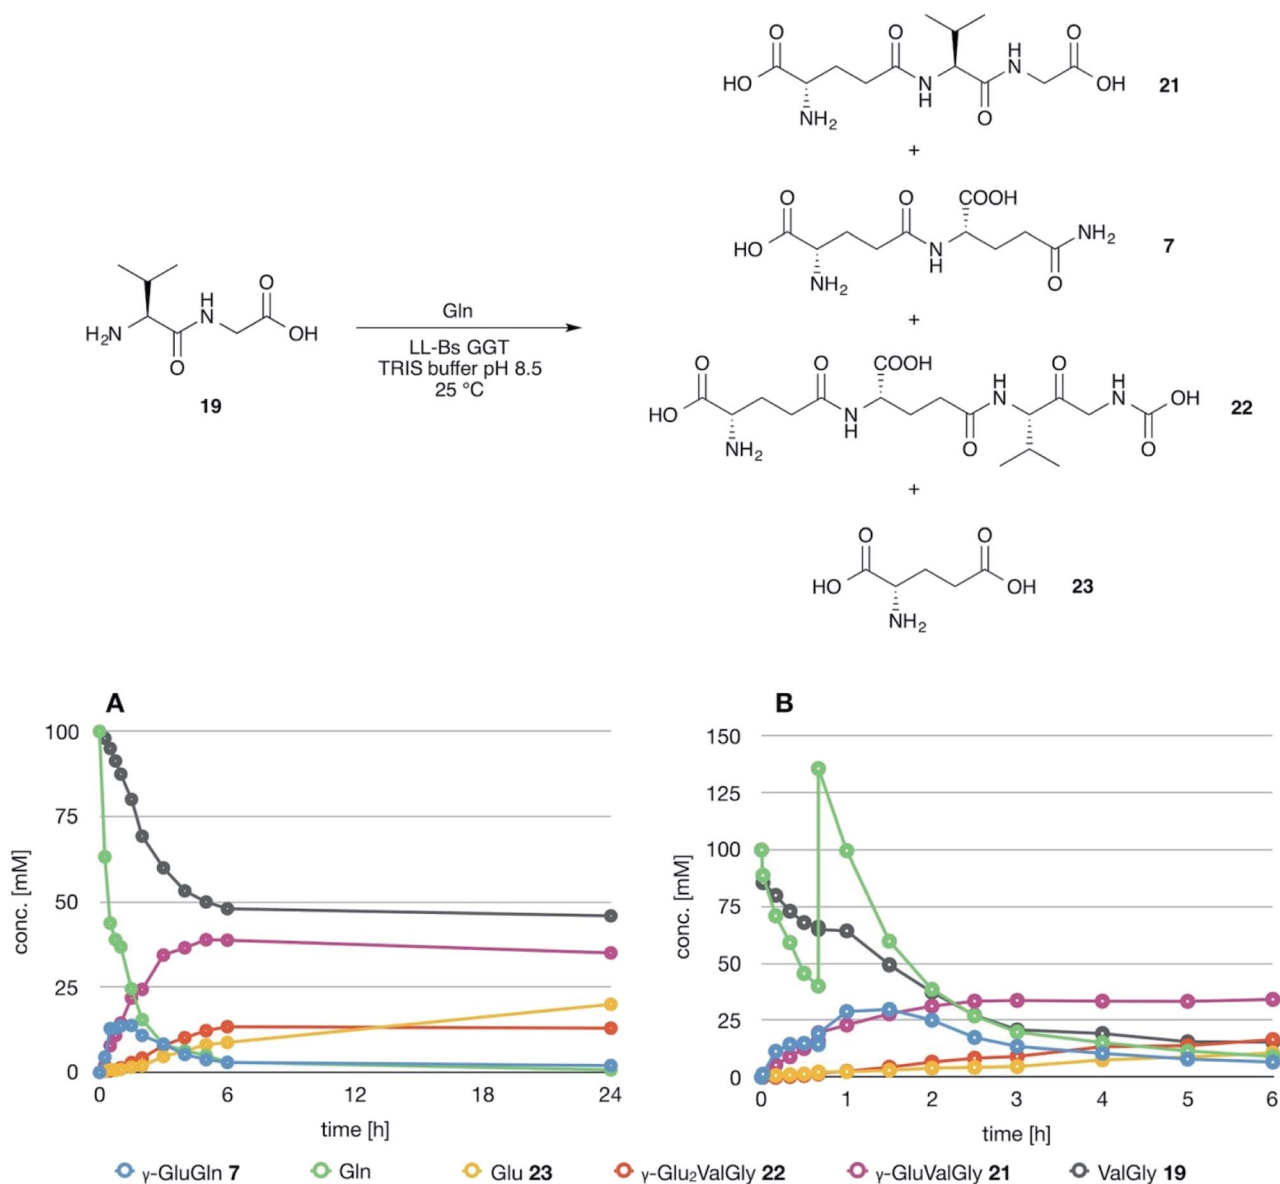 O
HO
NH₂
O
N
H
O
H
N
O
OH
21
+
O
HO
NH₂
O
N
H
COOH
O
NH₂
7
+
H₂N
O
H
N
O
OH
19
Gln
LL-Bs GGT
TRIS buffer pH 8.5
25 °C
O
HO
NH₂
O
N
H
COOH
O
H
N
O
H
N
O
OH
22
+
O
HO
NH₂
O
OH
23
A
conc. [mM]
100
75
50
25
0
0 6 12 18 24
time [h]
B
conc. [mM]
150
125
100
75
50
25
0
0 1 2 3 4 5 6
time [h]
γ-GluGln 7 Gln Glu 23 γ-Glu₂ValGly 22 γ-GluValGly 21 ValGly 19